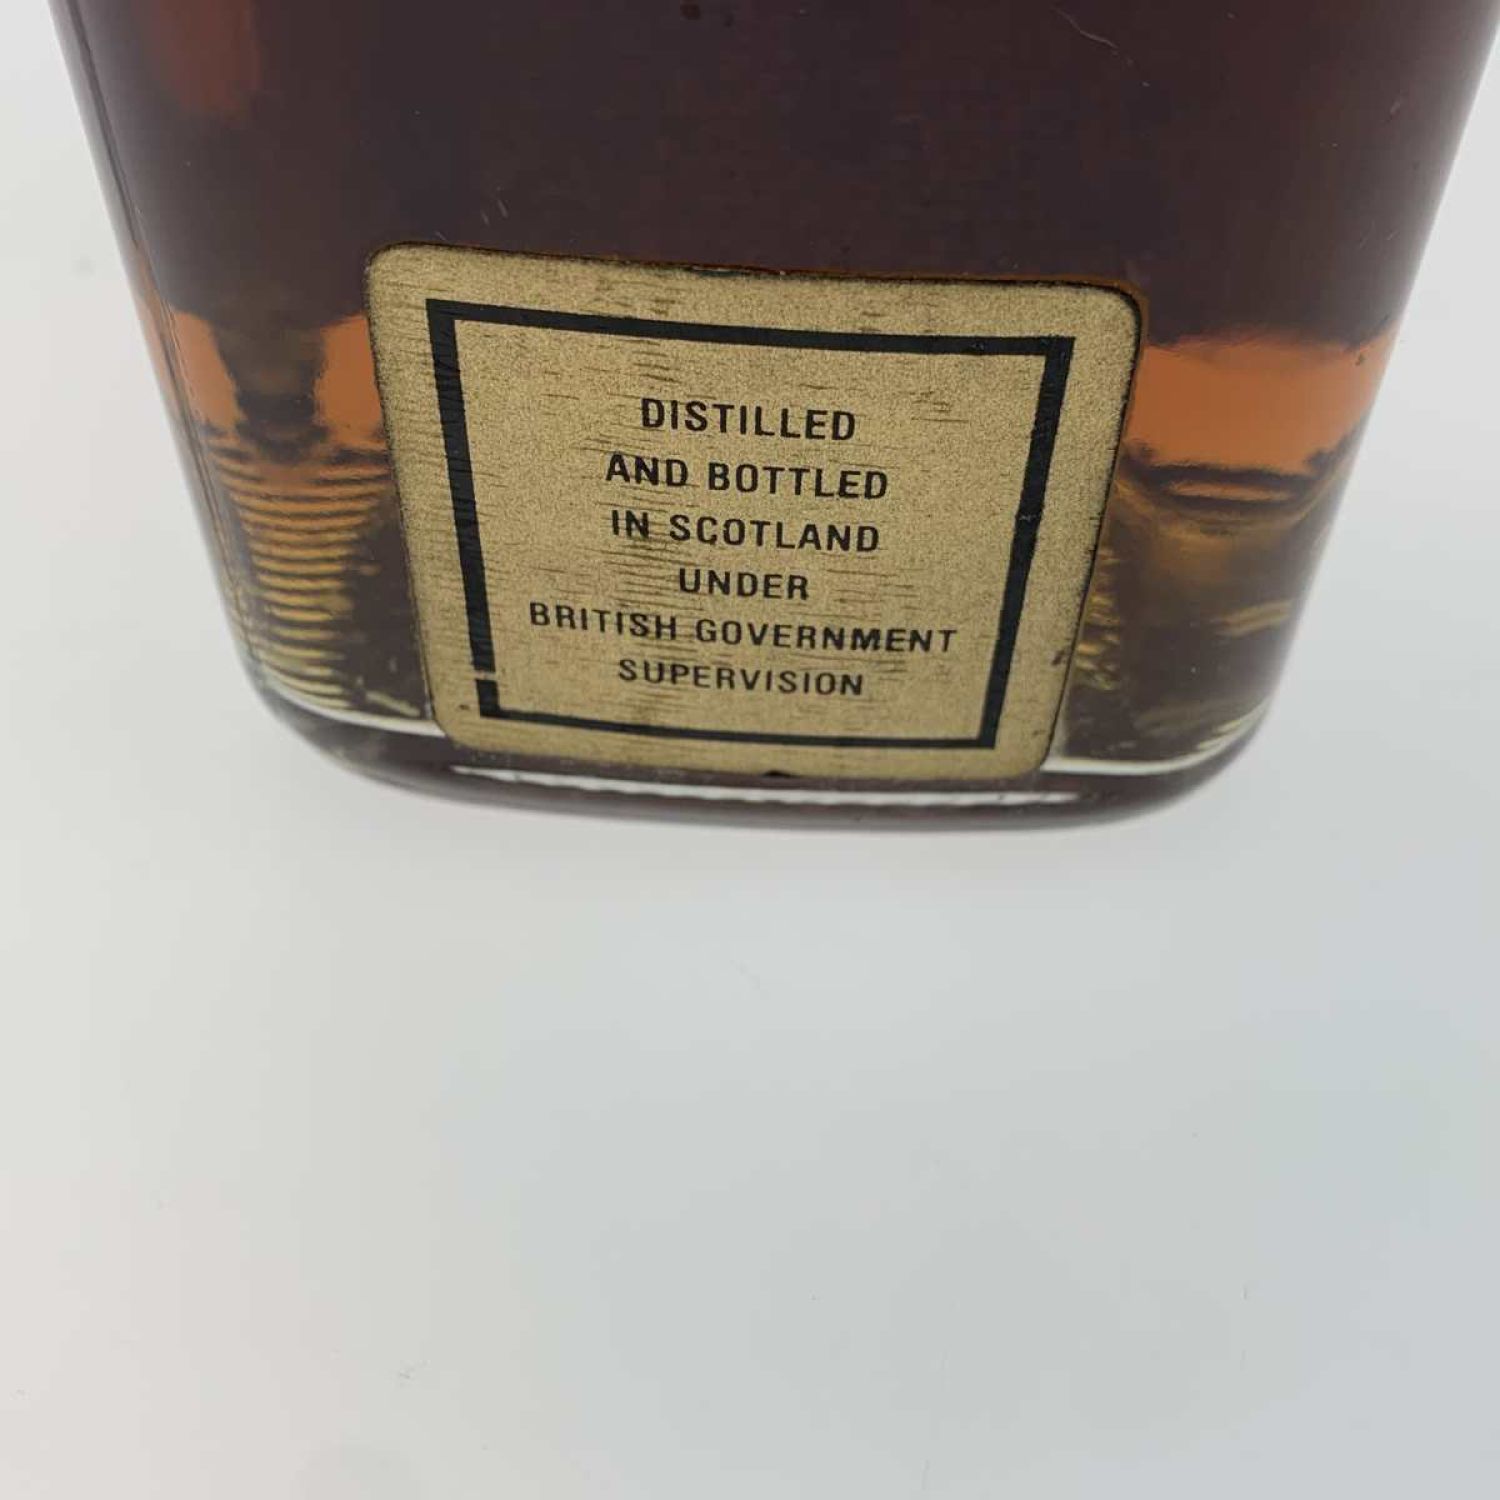 DISTILLED
AND BOTTLED
IN SCOTLAND
UNDER
BRITISH GOVERNMENT
SUPERVISION